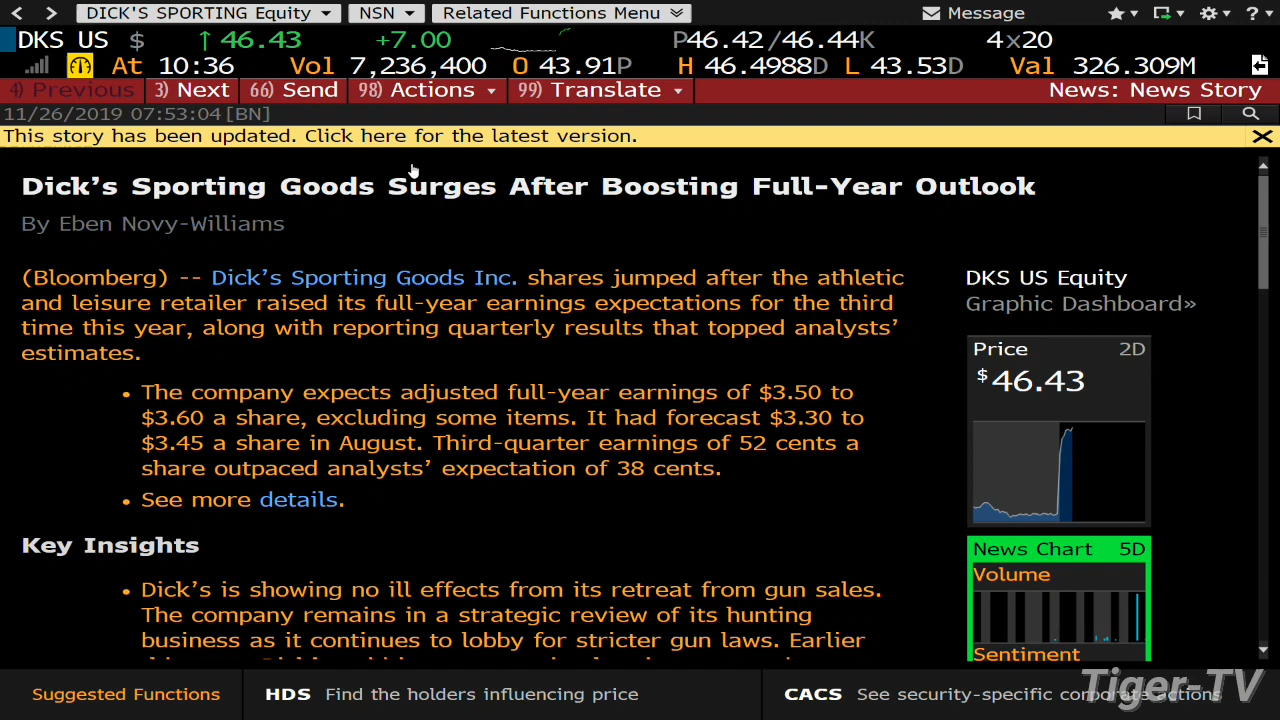 DICK'S SPORTING Equity NSN Related Functions Menu Message ?
DKS US $ ↑ 46.43 +7.00 P46.42/46.44K 4x20
At 10:36 Vol 7,236,400 O 43.91P H 46.4988D L 43.53D Val 326.309M
4) Previous 3) Next 66) Send 98) Actions 99) Translate News: News Story
11/26/2019 07:53:04 [BN]
This story has been updated. Click here for the latest version.
Dick's Sporting Goods Surges After Boosting Full-Year Outlook
By Eben Novy-Williams
(Bloomberg) -- Dick's Sporting Goods Inc. shares jumped after the athletic
and leisure retailer raised its full-year earnings expectations for the third
time this year, along with reporting quarterly results that topped analysts'
estimates.
• The company expects adjusted full-year earnings of $3.50 to
$3.60 a share, excluding some items. It had forecast $3.30 to
$3.45 a share in August. Third-quarter earnings of 52 cents a
share outpaced analysts' expectation of 38 cents.
• See more details.
Key Insights
• Dick's is showing no ill effects from its retreat from gun sales.
The company remains in a strategic review of its hunting
business as it continues to lobby for stricter gun laws. Earlier
DKS US Equity
Graphic Dashboard»
Price 2D
$46.43
News Chart 5D
Volume
Sentiment
Suggested Functions HDS Find the holders influencing price CACS See security-specific corporate actions
Tiger-TV